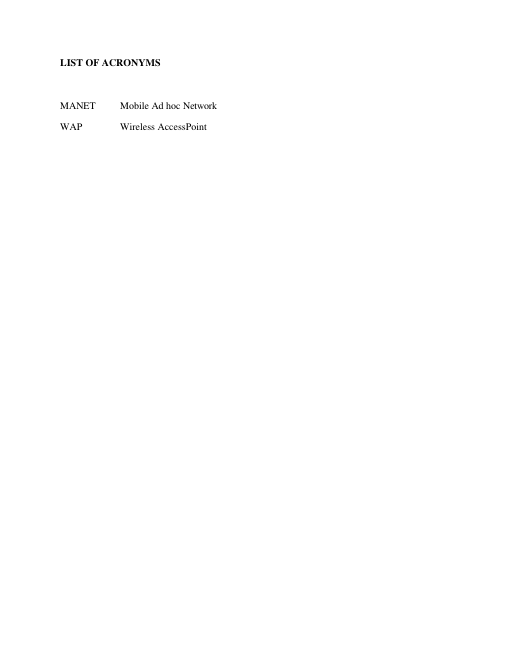 LIST OF ACRONYMS
MANET Mobile Ad hoc Network
WAP Wireless AccessPoint